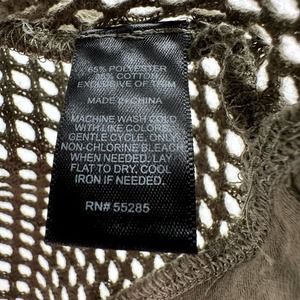 65% POLYESTER
35% COTTON
EXCLUSIVE OF TRIM
MADE IN CHINA
MACHINE WASH COLD
WITH LIKE COLORS,
GENTLE CYCLE. ONLY
NON-CHLORINE BLEACH
WHEN NEEDED. LAY
FLAT TO DRY. COOL
IRON IF NEEDED.
RN# 55285